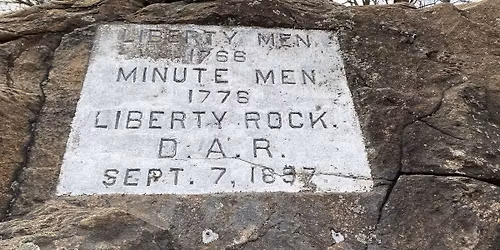 LIBERTY MEN.
1766
MINUTE MEN.
1776
LIBERTY ROCK.
D. A. R.
SEPT. 7, 1897